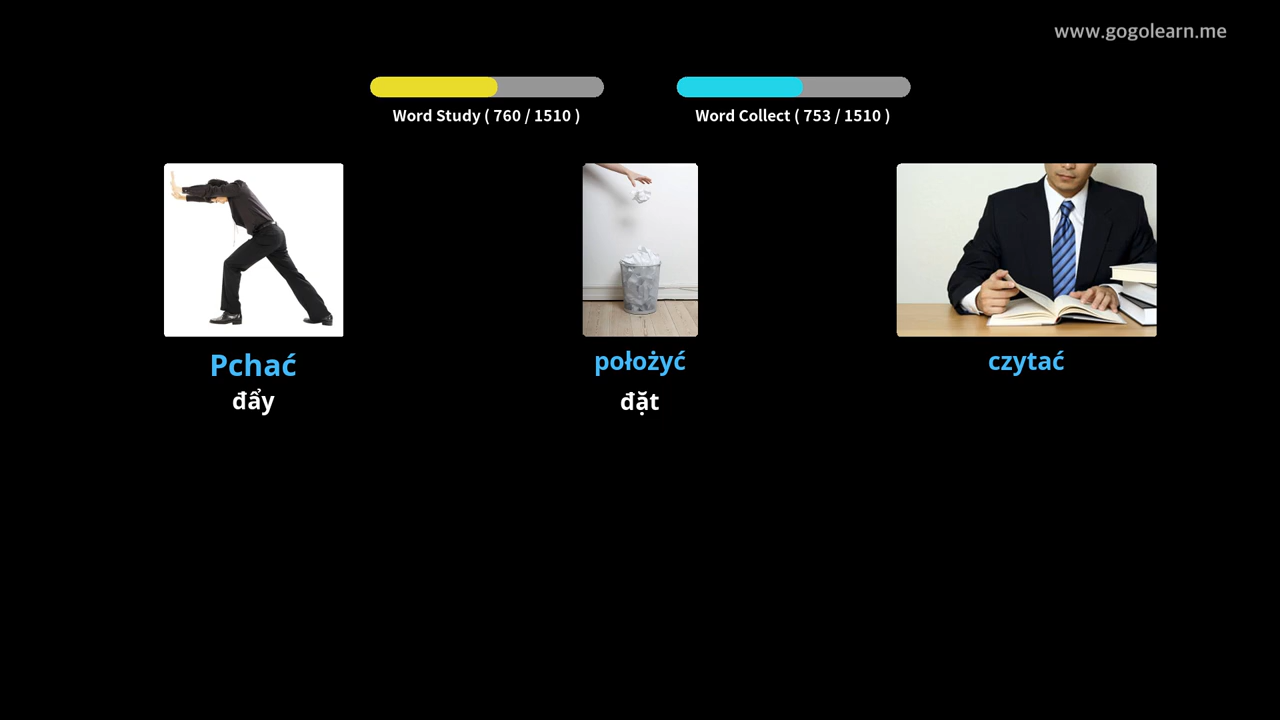 www.gogolearn.me
Word Study ( 760 / 1510 )
Word Collect ( 753 / 1510 )
Pchać
położyć
czytać
đẩy
đặt